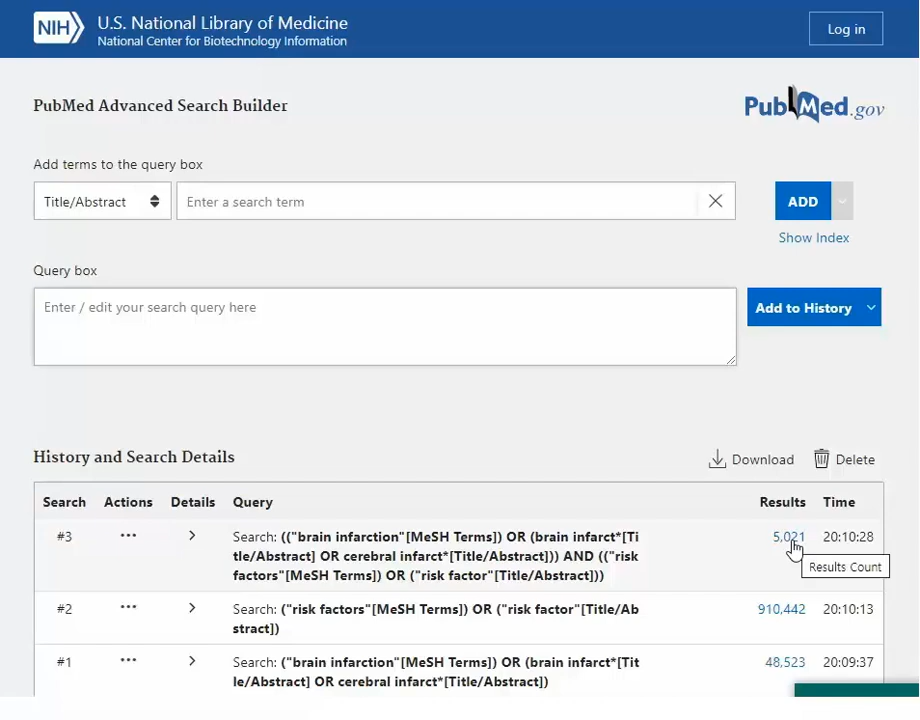 NIH U.S. National Library of Medicine
National Center for Biotechnology Information
Log in
PubMed Advanced Search Builder
PubMed.gov
Add terms to the query box
Title/Abstract Enter a search term ADD
Show Index
Query box
Enter / edit your search query here
Add to History
History and Search Details
Download Delete
Search Actions Details Query Results Time
#3 ... Search: (("brain infarction"[MeSH Terms]) OR (brain infarct*[Ti 5,021 20:10:28
tle/Abstract] OR cerebral infarct*[Title/Abstract])) AND (("risk
factors"[MeSH Terms]) OR ("risk factor"[Title/Abstract]))
Results Count
#2 ... Search: ("risk factors"[MeSH Terms]) OR ("risk factor"[Title/Ab 910,442 20:10:13
stract])
#1 ... Search: ("brain infarction"[MeSH Terms]) OR (brain infarct*[Tit 48,523 20:09:37
le/Abstract] OR cerebral infarct*[Title/Abstract])